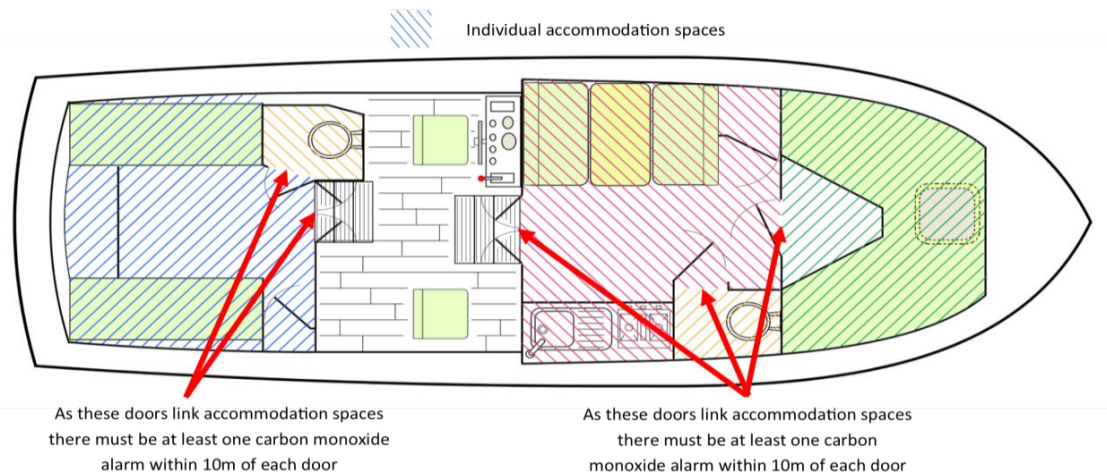 Individual accommodation spaces
As these doors link accommodation spaces
there must be at least one carbon monoxide
alarm within 10m of each door
As these doors link accommodation spaces
there must be at least one carbon
monoxide alarm within 10m of each door